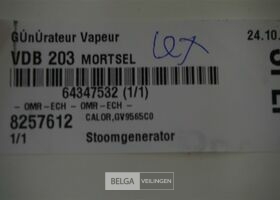 GÜnÜrateur Vapeur
24.10.
VDB 203 MORTSEL
64347532 (1/1)
- OMR-ECH - OMR-ECH -
8257612 CALOR,GV9565C0
1/1 Stoomgenerator
BELGA VEILINGEN